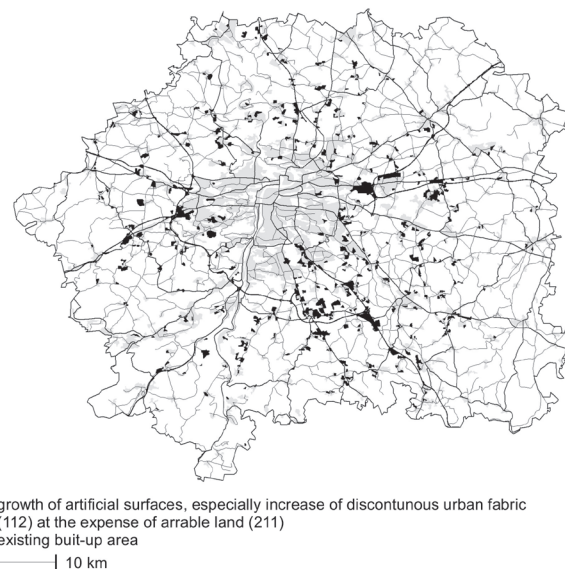 growth of artificial surfaces, especially increase of discontunous urban fabric
(112) at the expense of arrable land (211)
existing buit-up area
10 km